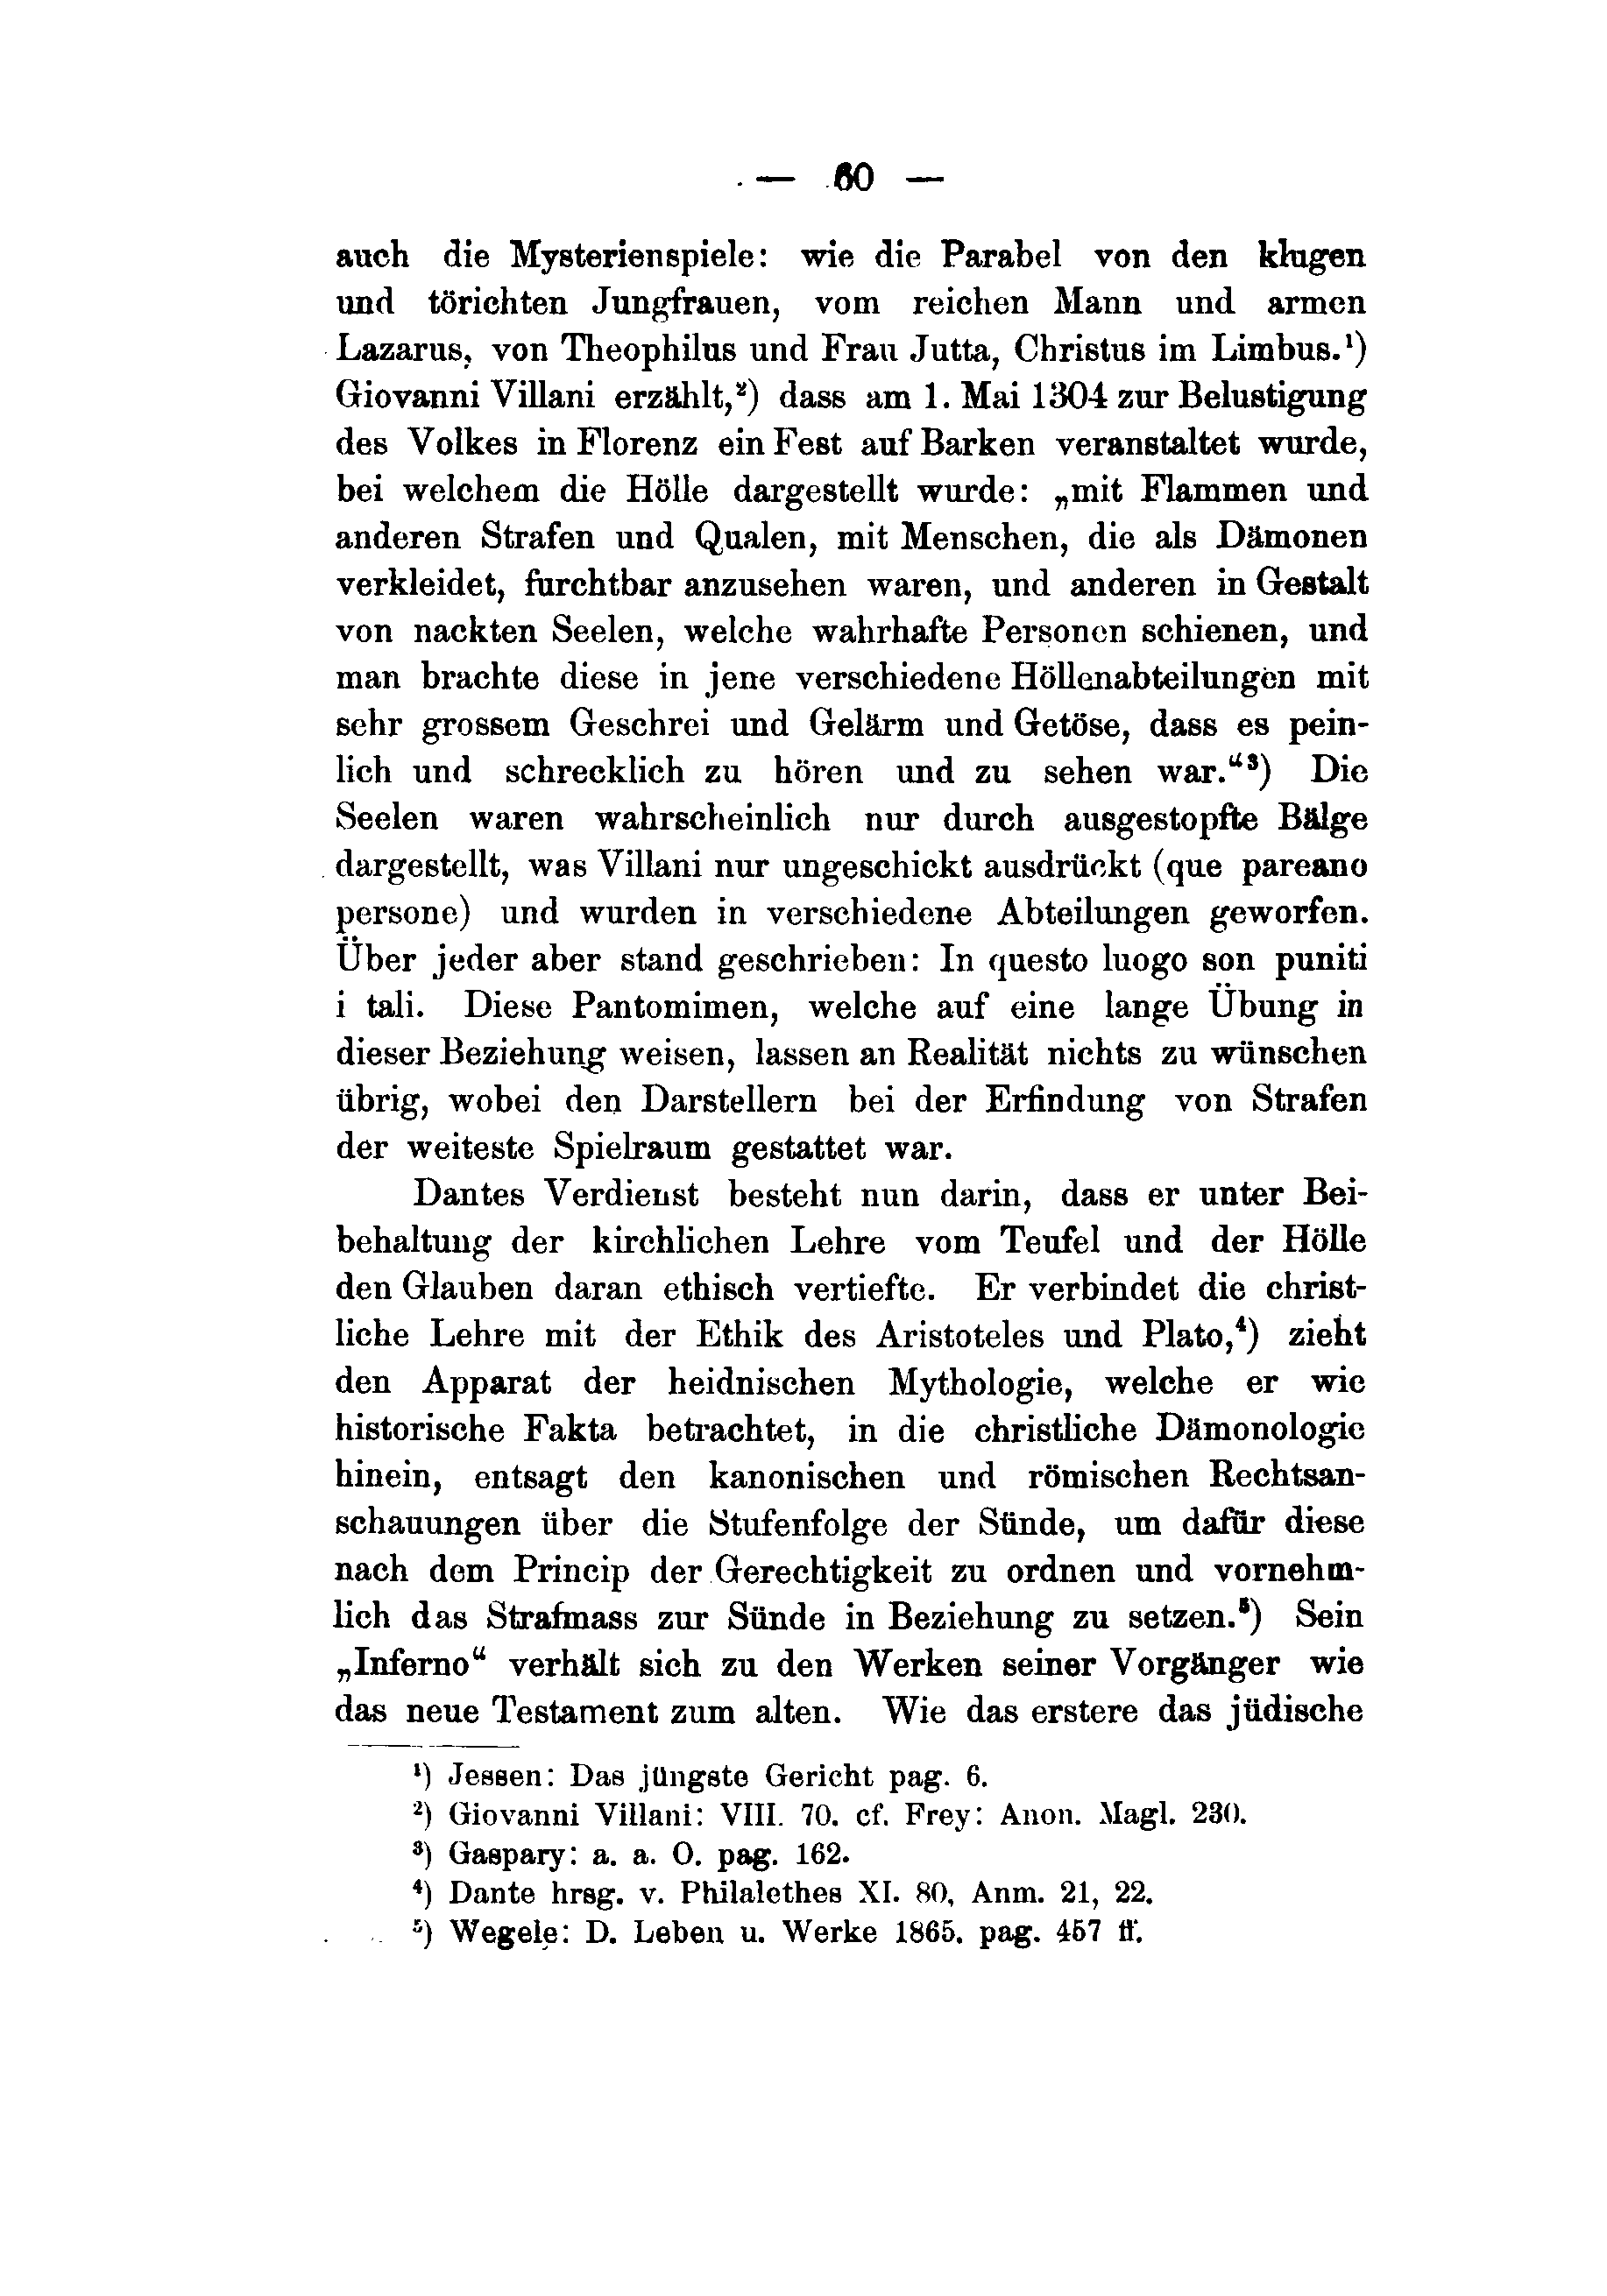 — 60 —
auch die Mysterienspiele: wie die Parabel von den klugen
und törichten Jungfrauen, vom reichen Mann und armen
Lazarus, von Theophilus und Frau Jutta, Christus im Limbus.¹)
Giovanni Villani erzählt,²) dass am 1. Mai 1304 zur Belustigung
des Volkes in Florenz ein Fest auf Barken veranstaltet wurde,
bei welchem die Hölle dargestellt wurde: „mit Flammen und
anderen Strafen und Qualen, mit Menschen, die als Dämonen
verkleidet, furchtbar anzusehen waren, und anderen in Gestalt
von nackten Seelen, welche wahrhafte Personen schienen, und
man brachte diese in jene verschiedene Höllenabteilungen mit
sehr grossem Geschrei und Gelärm und Getöse, dass es pein-
lich und schrecklich zu hören und zu sehen war.“³) Die
Seelen waren wahrscheinlich nur durch ausgestopfte Bälge
dargestellt, was Villani nur ungeschickt ausdrückt (que pareano
persone) und wurden in verschiedene Abteilungen geworfen.
Über jeder aber stand geschrieben: In questo luogo son puniti
i tali. Diese Pantomimen, welche auf eine lange Übung in
dieser Beziehung weisen, lassen an Realität nichts zu wünschen
übrig, wobei den Darstellern bei der Erfindung von Strafen
der weiteste Spielraum gestattet war.
Dantes Verdienst besteht nun darin, dass er unter Bei-
behaltung der kirchlichen Lehre vom Teufel und der Hölle
den Glauben daran ethisch vertiefte. Er verbindet die christ-
liche Lehre mit der Ethik des Aristoteles und Plato,⁴) zieht
den Apparat der heidnischen Mythologie, welche er wie
historische Fakta betrachtet, in die christliche Dämonologie
hinein, entsagt den kanonischen und römischen Rechtsan-
schauungen über die Stufenfolge der Sünde, um dafür diese
nach dem Princip der Gerechtigkeit zu ordnen und vornehm-
lich das Strafmass zur Sünde in Beziehung zu setzen.⁵) Sein
„Inferno“ verhält sich zu den Werken seiner Vorgänger wie
das neue Testament zum alten. Wie das erstere das jüdische
¹) Jessen: Das jüngste Gericht pag. 6.
²) Giovanni Villani: VIII. 70. cf. Frey: Anon. Magl. 230.
³) Gaspary: a. a. O. pag. 162.
⁴) Dante hrsg. v. Philalethes XI. 80, Anm. 21, 22.
⁵) Wegele: D. Leben u. Werke 1865. pag. 457 ff.